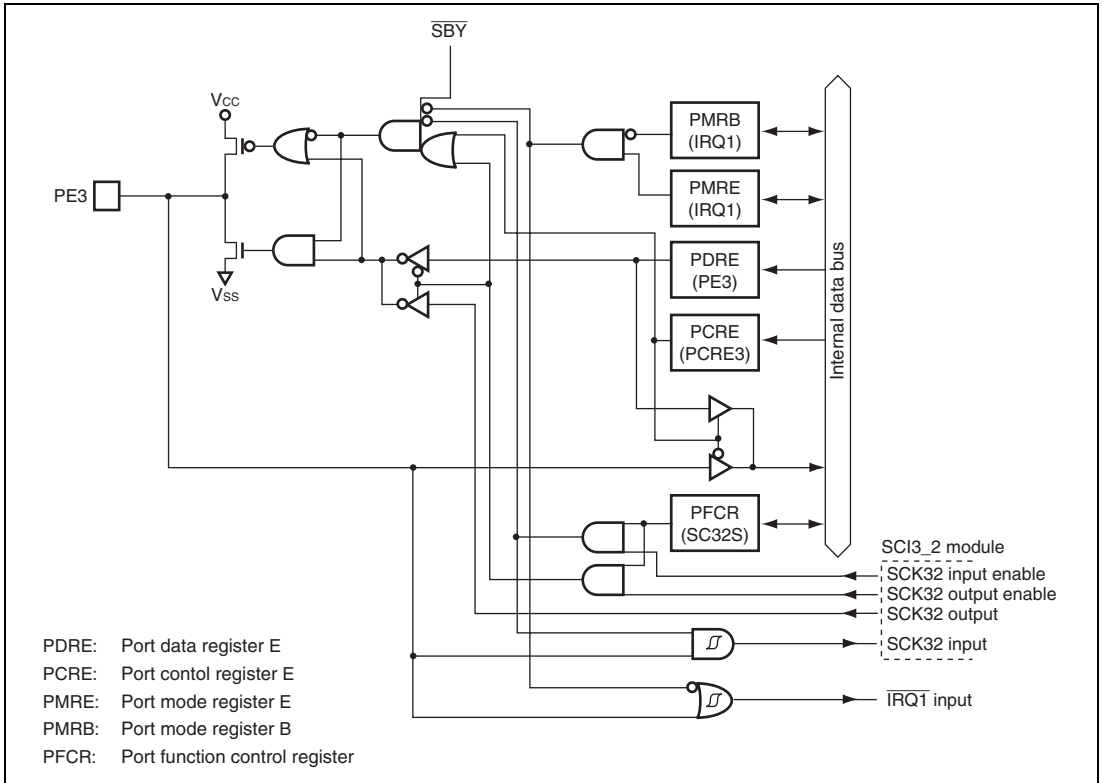 SBY
VCC
PMRB
(IRQ1)
PE3
PMRE
(IRQ1)
PDRE
(PE3)
VSS
PCRE
(PCRE3)
Internal data bus
PFCR
(SC32S)
SCI3_2 module
SCK32 input enable
SCK32 output enable
SCK32 output
SCK32 input
IRQ1 input
PDRE: Port data register E
PCRE: Port contol register E
PMRE: Port mode register E
PMRB: Port mode register B
PFCR: Port function control register